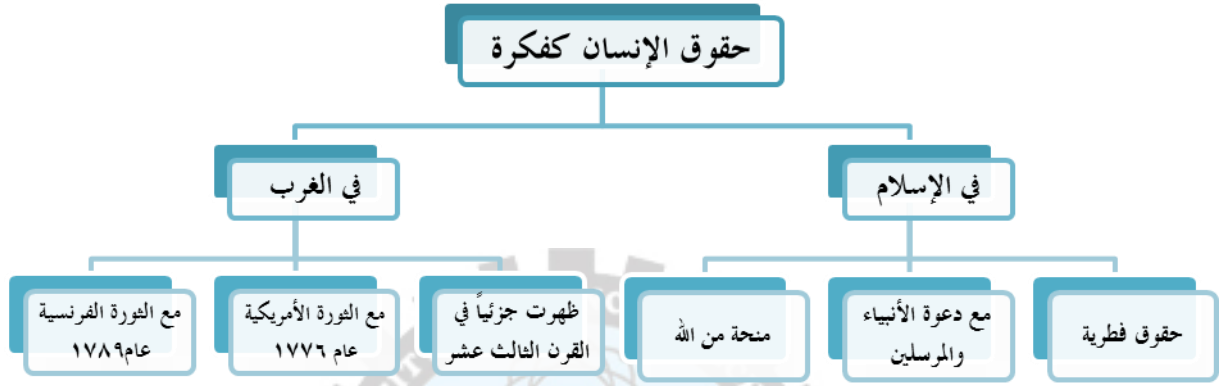 حقوق الإنسان كفكرة
في الإسلام
في الغرب
حقوق فطرية
مع دعوة الأنبياء
والمرسلين
منحة من الله
ظهرت جزئياً في
القرن الثالث عشر
مع الثورة الأمريكية
عام ١٧٧٦
مع الثورة الفرنسية
عام١٧٨٩